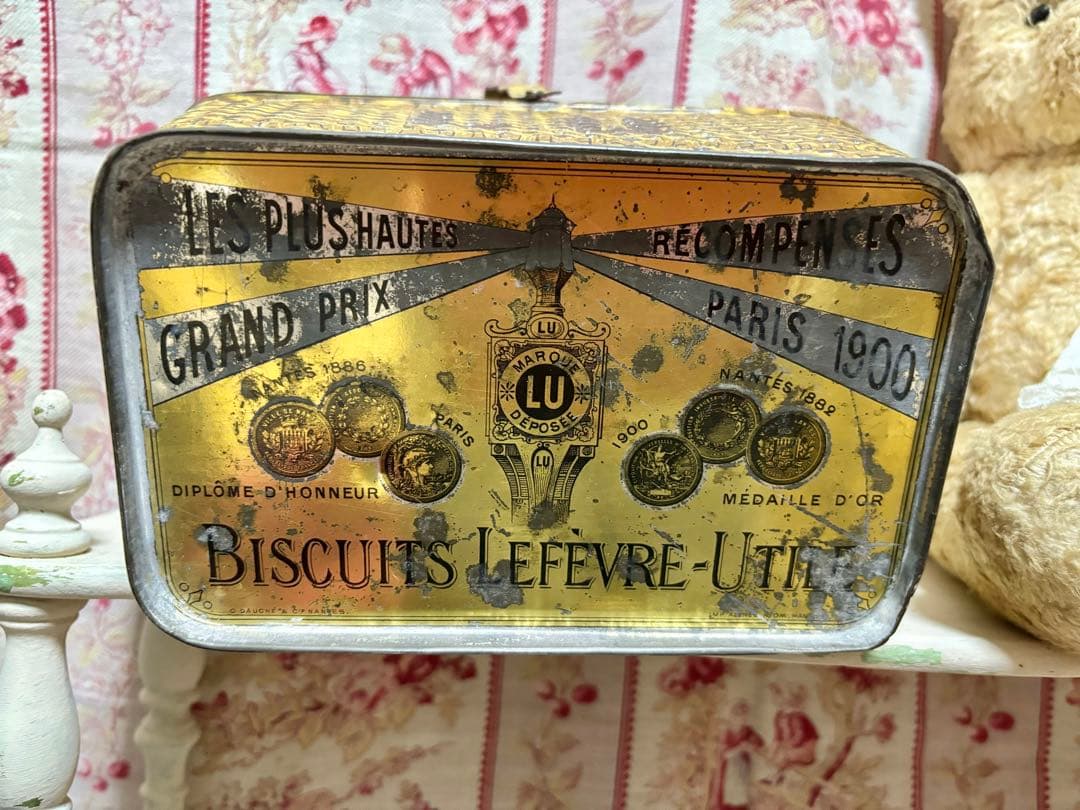 LES PLUS HAUTES RÉCOMPENSES
GRAND PRIX PARIS 1900
LU
MARQUE
LU
DÉPOSÉE
LU
NANTES 1886
PARIS
1900
NANTES 1882
DIPLÔME D'HONNEUR
MÉDAILLE D'OR
BISCUITS LEFÈVRE-UTILE